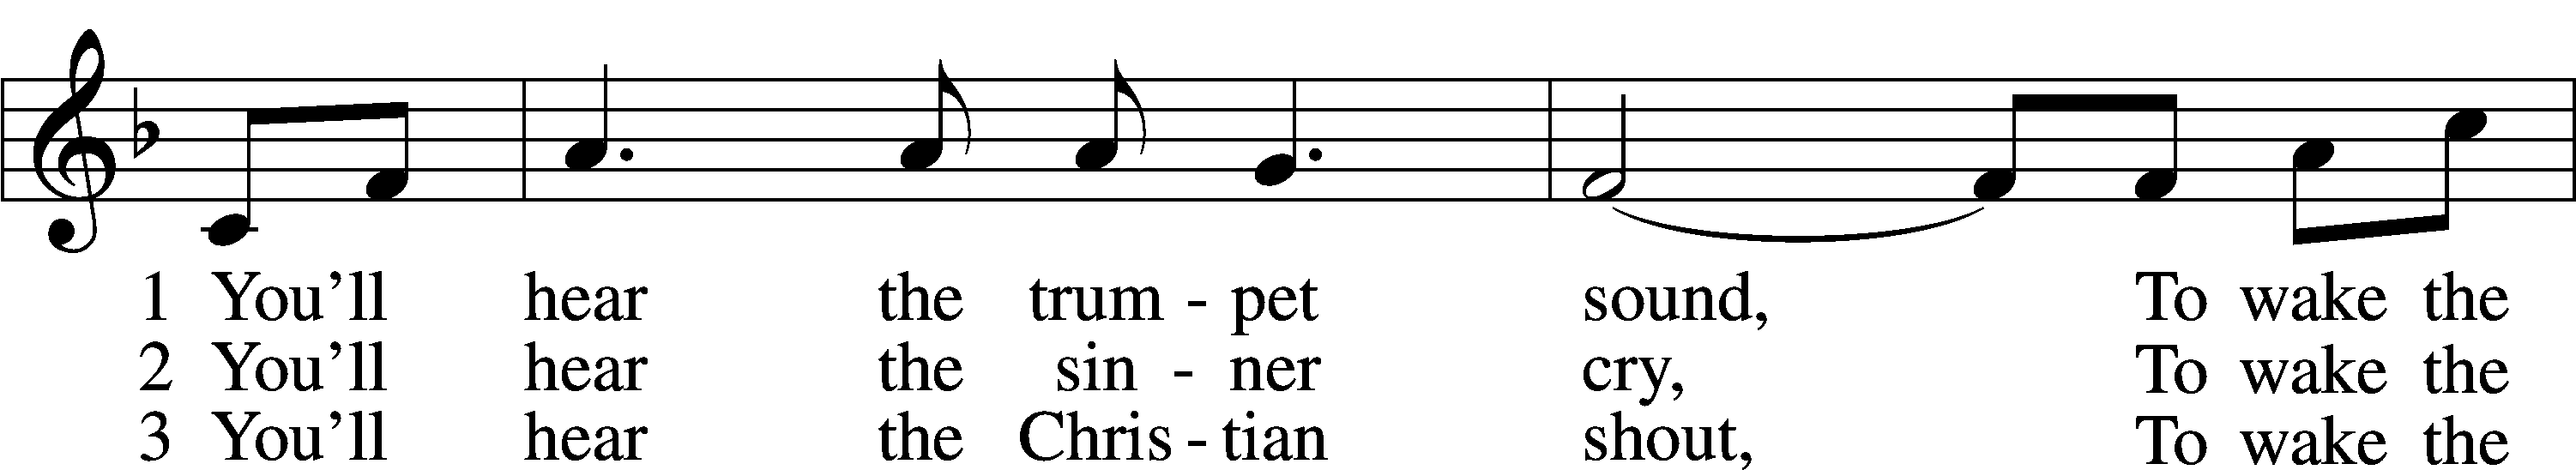 1 You’ll hear the trum - pet sound, To wake the
2 You’ll hear the sin - ner cry, To wake the
3 You’ll hear the Chris - tian shout, To wake the